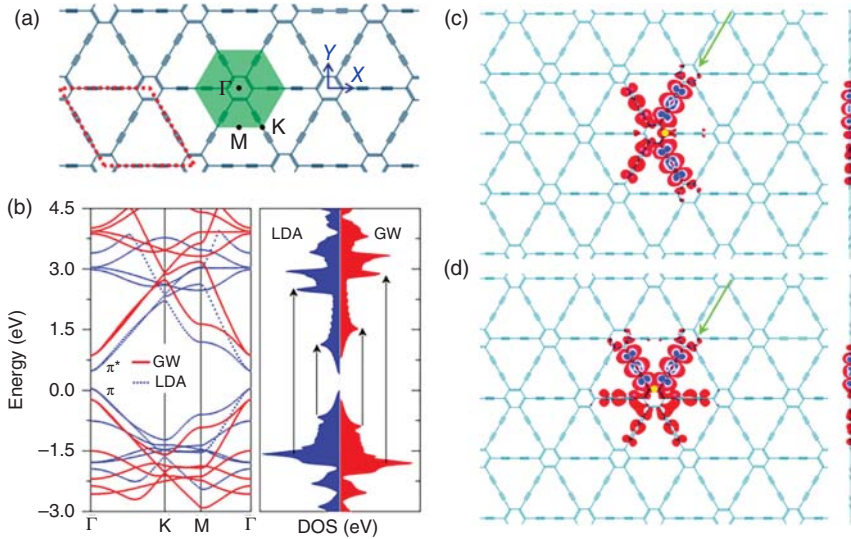 (a)
Y
X
Γ
K
M
(b)
4.5
3.0
1.5
0.0
−1.5
−3.0
Energy (eV)
π*
π
GW
LDA
Γ
K
M
Γ
LDA
GW
DOS (eV)
(c)
(d)